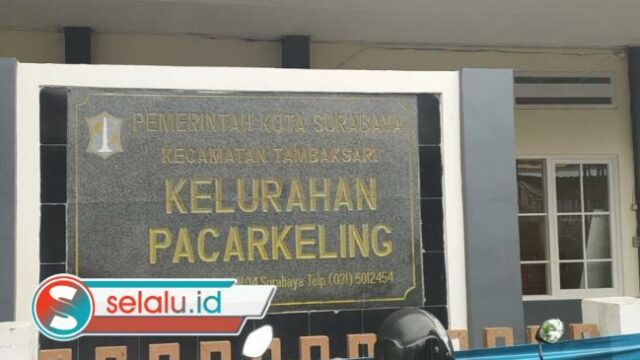 PEMERINTAH KOTA SURABAYA
KECAMATAN TAMBAKSARI
KELURAHAN
PACARKELING
Surabaya Telp (031) 5012454
selalu.id